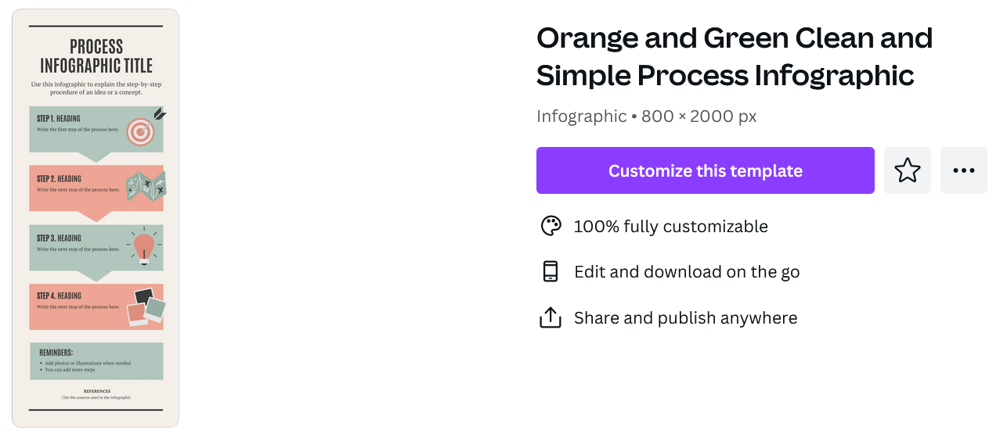 PROCESS
INFOGRAPHIC TITLE
Use this infographic to explain the step-by-step
procedure of an idea or a concept.
STEP 1. HEADING
Write the first step of the process here.
STEP 2. HEADING
Write the next step of the process here.
STEP 3. HEADING
Write the next step of the process here.
STEP 4. HEADING
Write the next step of the process here.
REMINDERS:
• Add photos or illustrations when needed
• You can add more steps
REFERENCES
Cite the sources used in the infographic
Orange and Green Clean and
Simple Process Infographic
Infographic • 800 × 2000 px
Customize this template
100% fully customizable
Edit and download on the go
Share and publish anywhere